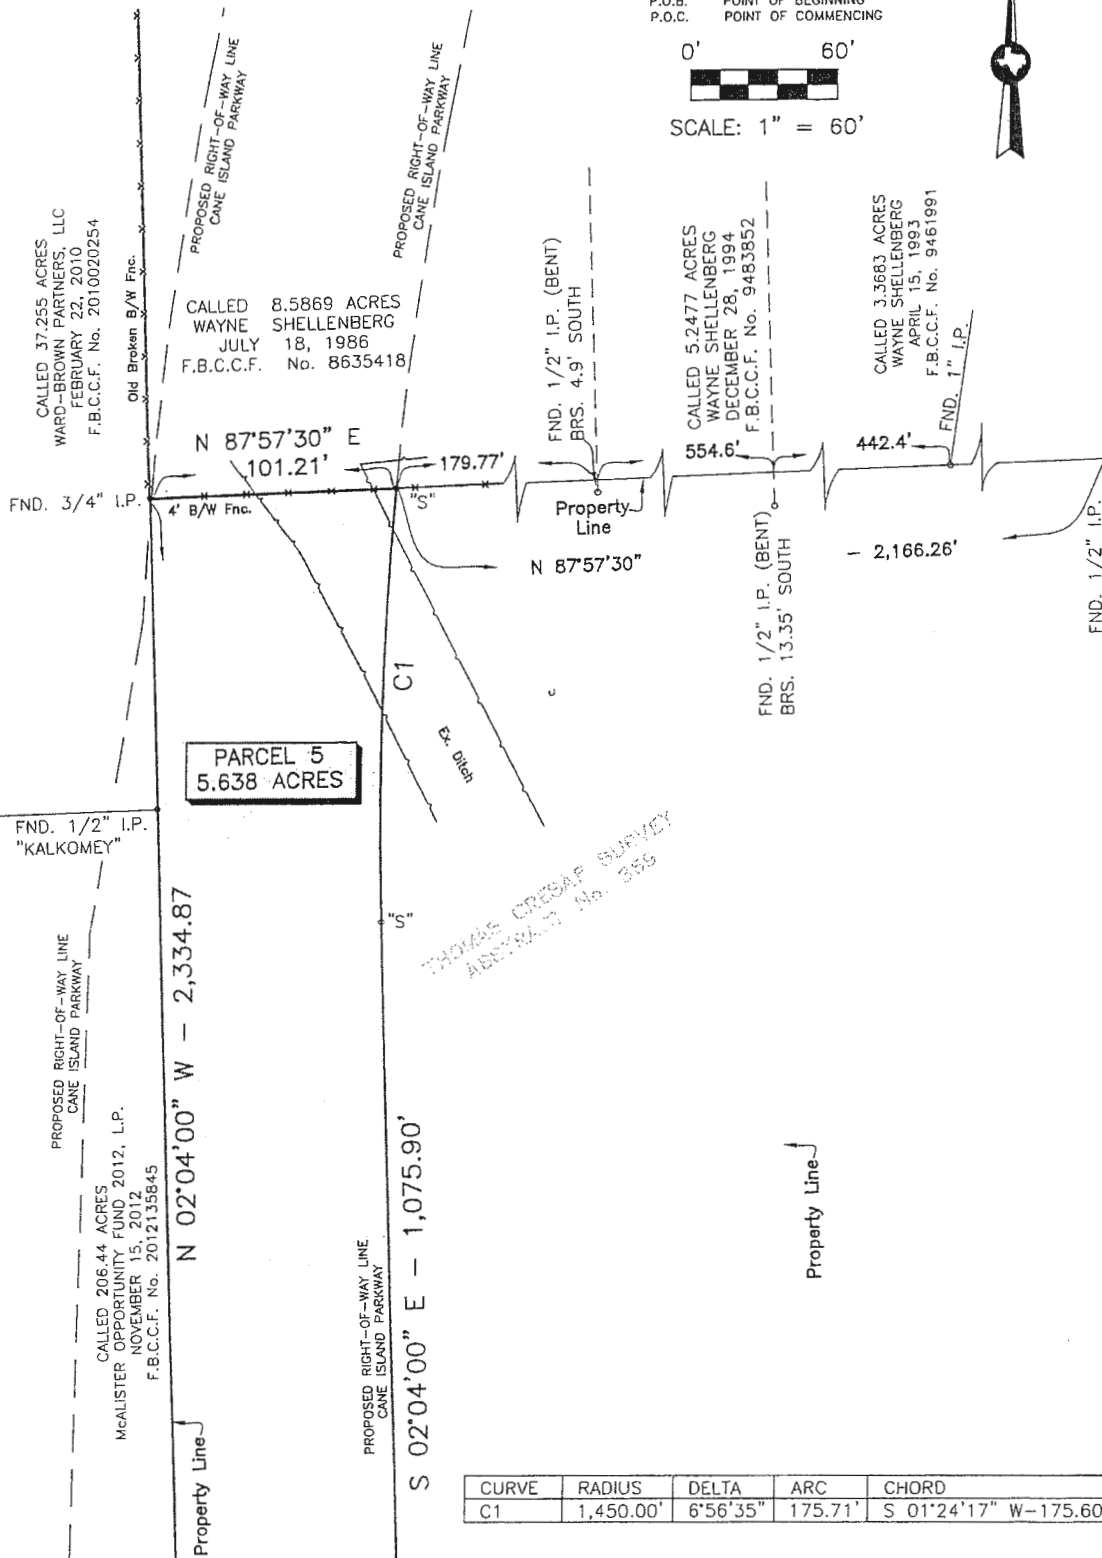 P.O.B. POINT OF BEGINNING
P.O.C. POINT OF COMMENCING
0' 60'
SCALE: 1" = 60'
PROPOSED RIGHT-OF-WAY LINE
CANE ISLAND PARKWAY
PROPOSED RIGHT-OF-WAY LINE
CANE ISLAND PARKWAY
CALLED 37.255 ACRES
WARD-BROWN PARTNERS, LLC
FEBRUARY 22, 2010
F.B.C.C.F. No. 2010020254
Old Broken B/W Fnc.
CALLED 8.5869 ACRES
WAYNE SHELLENBERG
JULY 18, 1986
F.B.C.C.F. No. 8635418
FND. 1/2" I.P. (BENT)
BRS. 4.9' SOUTH
CALLED 5.2477 ACRES
WAYNE SHELLENBERG
DECEMBER 28, 1994
F.B.C.C.F. No. 9483852
CALLED 3.3683 ACRES
WAYNE SHELLENBERG
APRIL 15, 1993
F.B.C.C.F. No. 9461991
FND. 1" I.P.
N 87°57'30" E
101.21'
179.77'
554.6'
442.4'
FND. 3/4" I.P.
4' B/W Fnc.
"S"
Property
Line
N 87°57'30"
- 2,166.26'
FND. 1/2" I.P. (BENT)
BRS. 13.35' SOUTH
FND. 1/2" I.P.
C1
Ex. Ditch
c
PARCEL 5
5.638 ACRES
FND. 1/2" I.P.
"KALKOMEY"
THOMAS CRESAP SURVEY
ABSTRACT No. 369
"S"
N 02°04'00" W - 2,334.87
PROPOSED RIGHT-OF-WAY LINE
CANE ISLAND PARKWAY
CALLED 206.44 ACRES
McALISTER OPPORTUNITY FUND 2012, L.P.
NOVEMBER 15, 2012
F.B.C.C.F. No. 2012135845
Property Line
PROPOSED RIGHT-OF-WAY LINE
CANE ISLAND PARKWAY
S 02°04'00" E - 1,075.90'
Property Line
CURVE RADIUS DELTA ARC CHORD
C1 1,450.00' 6°56'35" 175.71' S 01°24'17" W-175.60